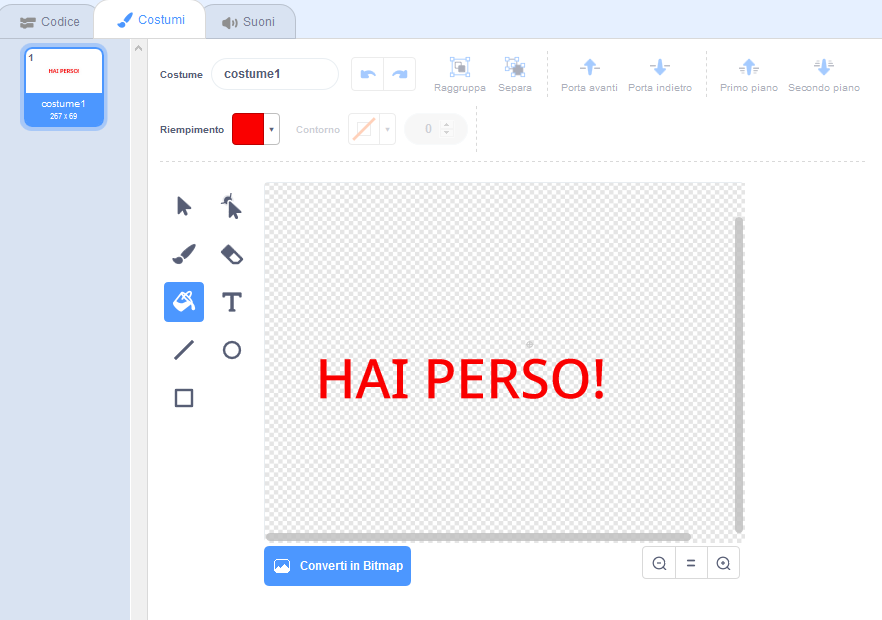 Codice
Costumi
Suoni
1
HAI PERSO!
costume1
267 x 69
Costume
costume1
Raggruppa
Separa
Porta avanti
Porta indietro
Primo piano
Secondo piano
Riempimento
Contorno
0
T
HAI PERSO!
Converti in Bitmap